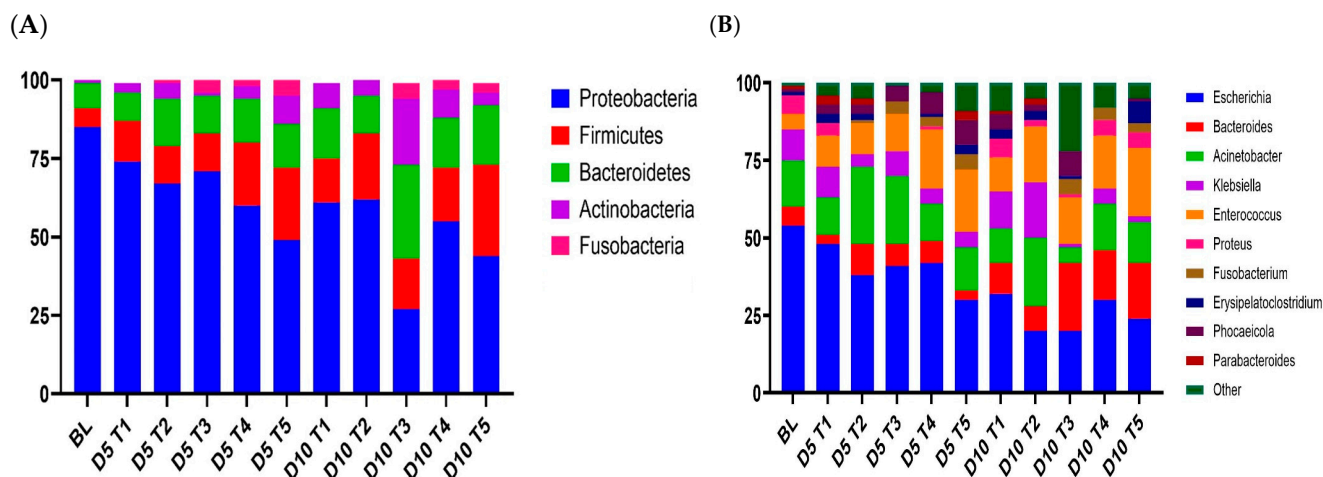 (A)
100
75
50
25
0
BL
D5 T1
D5 T2
D5 T3
D5 T4
D5 T5
D10 T1
D10 T2
D10 T3
D10 T4
D10 T5
Proteobacteria
Firmicutes
Bacteroidetes
Actinobacteria
Fusobacteria
(B)
100
75
50
25
0
BL
D5 T1
D5 T2
D5 T3
D5 T4
D5 T5
D10 T1
D10 T2
D10 T3
D10 T4
D10 T5
Escherichia
Bacteroides
Acinetobacter
Klebsiella
Enterococcus
Proteus
Fusobacterium
Erysipelatoclostridium
Phocaeicola
Parabacteroides
Other